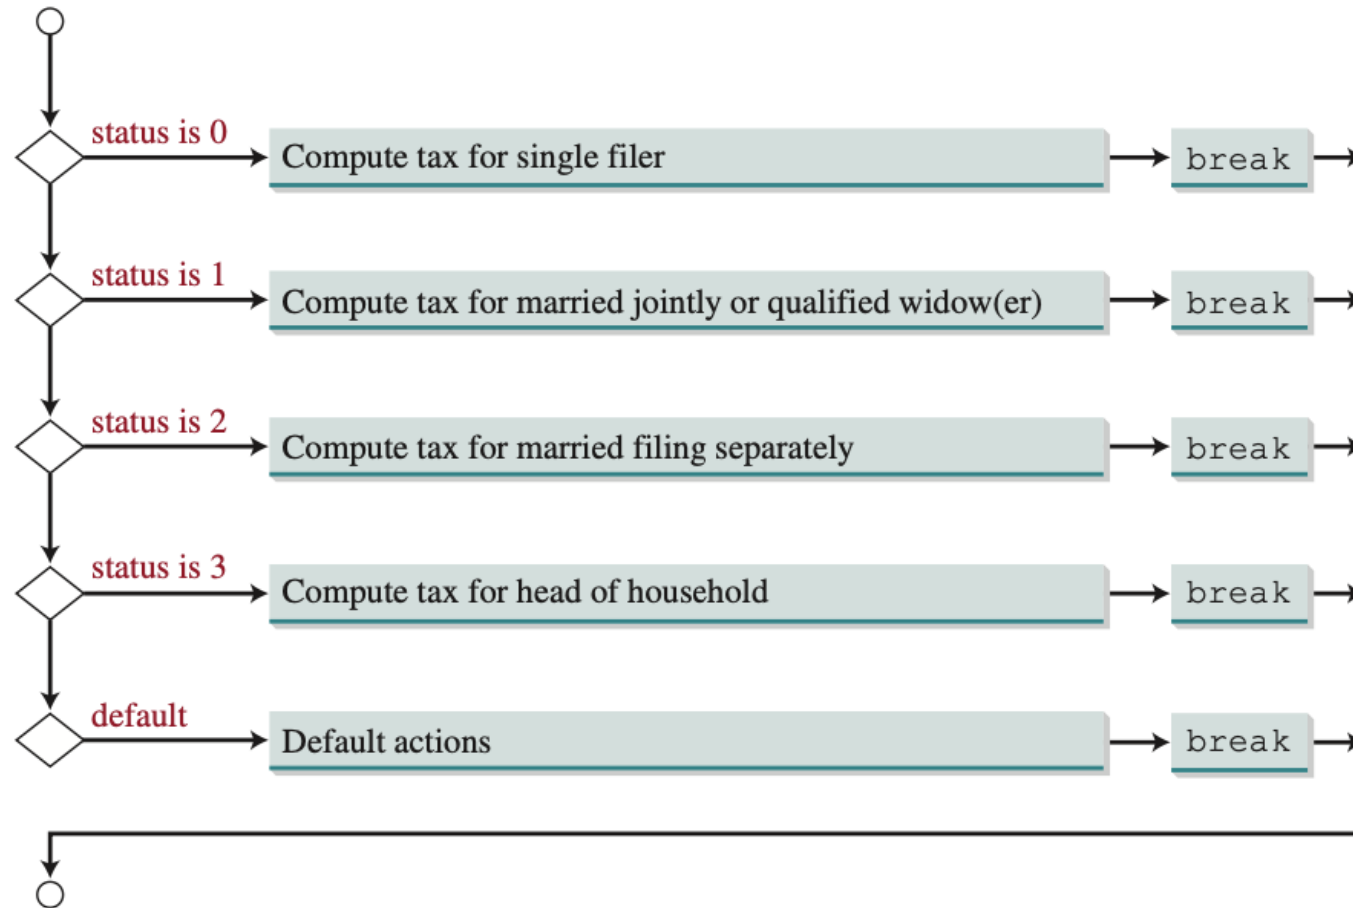 status is 0
Compute tax for single filer
break
status is 1
Compute tax for married jointly or qualified widow(er)
break
status is 2
Compute tax for married filing separately
break
status is 3
Compute tax for head of household
break
default
Default actions
break